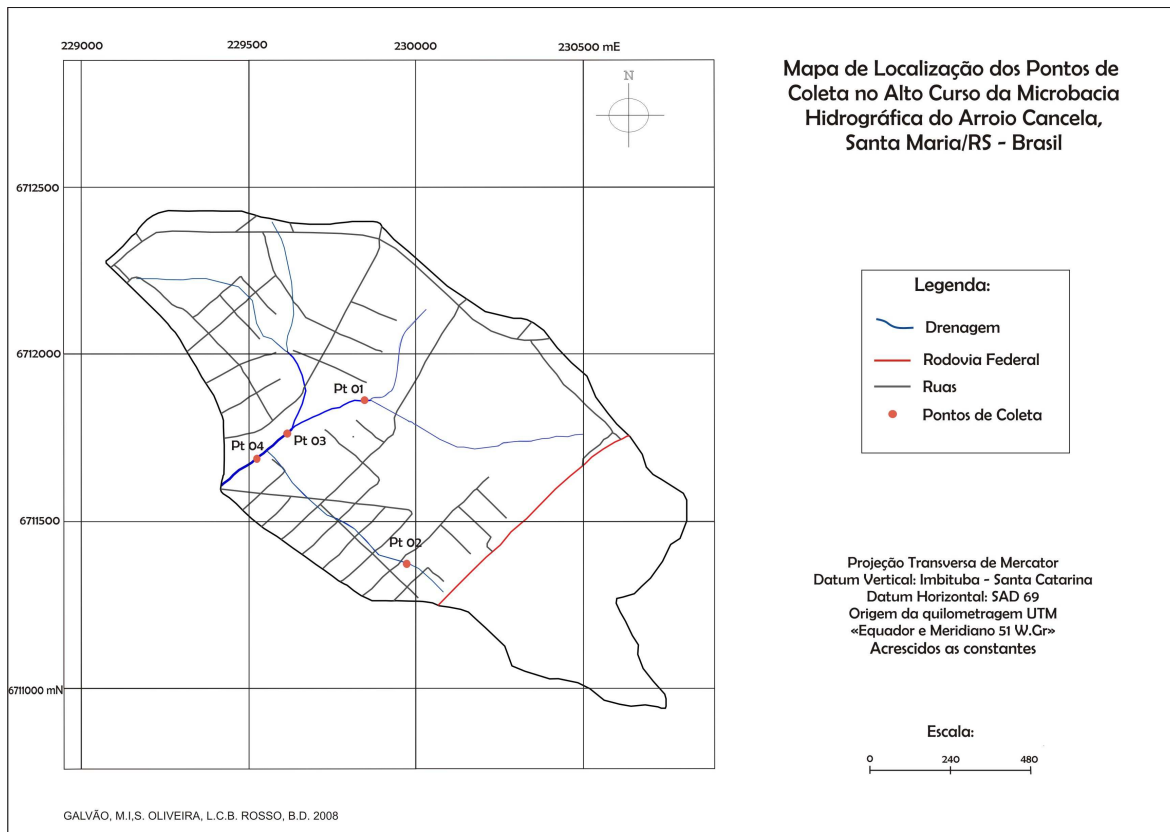 229000
229500
230000
230500 mE
Mapa de Localização dos Pontos de
Coleta no Alto Curso da Microbacia
Hidrográfica do Arroio Cancela,
Santa Maria/RS - Brasil
N
6712500
6712000
6711500
6711000 mN
Pt 01
Pt 03
Pt 04
Pt 02
Legenda:
Drenagem
Rodovia Federal
Ruas
Pontos de Coleta
Projeção Transversa de Mercator
Datum Vertical: Imbituba - Santa Catarina
Datum Horizontal: SAD 69
Origem da quilometragem UTM
«Equador e Meridiano 51 W.Gr»
Acrescidos as constantes
Escala:
0 240 480
GALVÃO, M.I,S. OLIVEIRA, L.C.B. ROSSO, B.D. 2008